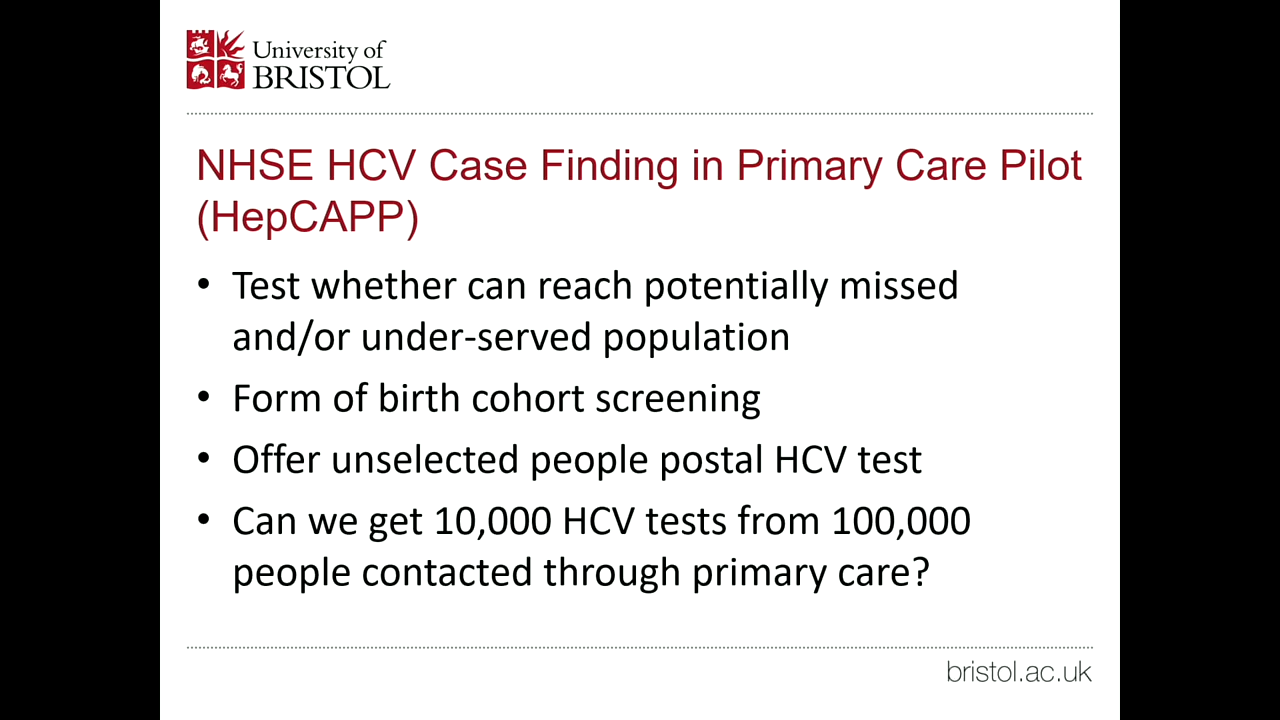 University of
BRISTOL
NHSE HCV Case Finding in Primary Care Pilot
(HepCAPP)
• Test whether can reach potentially missed
and/or under-served population
• Form of birth cohort screening
• Offer unselected people postal HCV test
• Can we get 10,000 HCV tests from 100,000
people contacted through primary care?
bristol.ac.uk